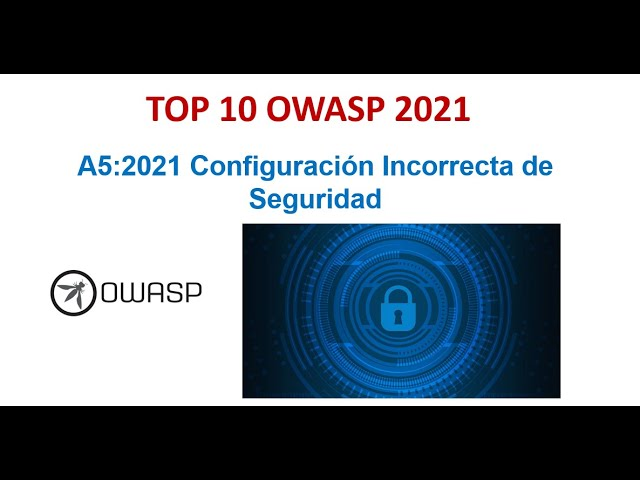 TOP 10 OWASP 2021
A5:2021 Configuración Incorrecta de
Seguridad
OWASP